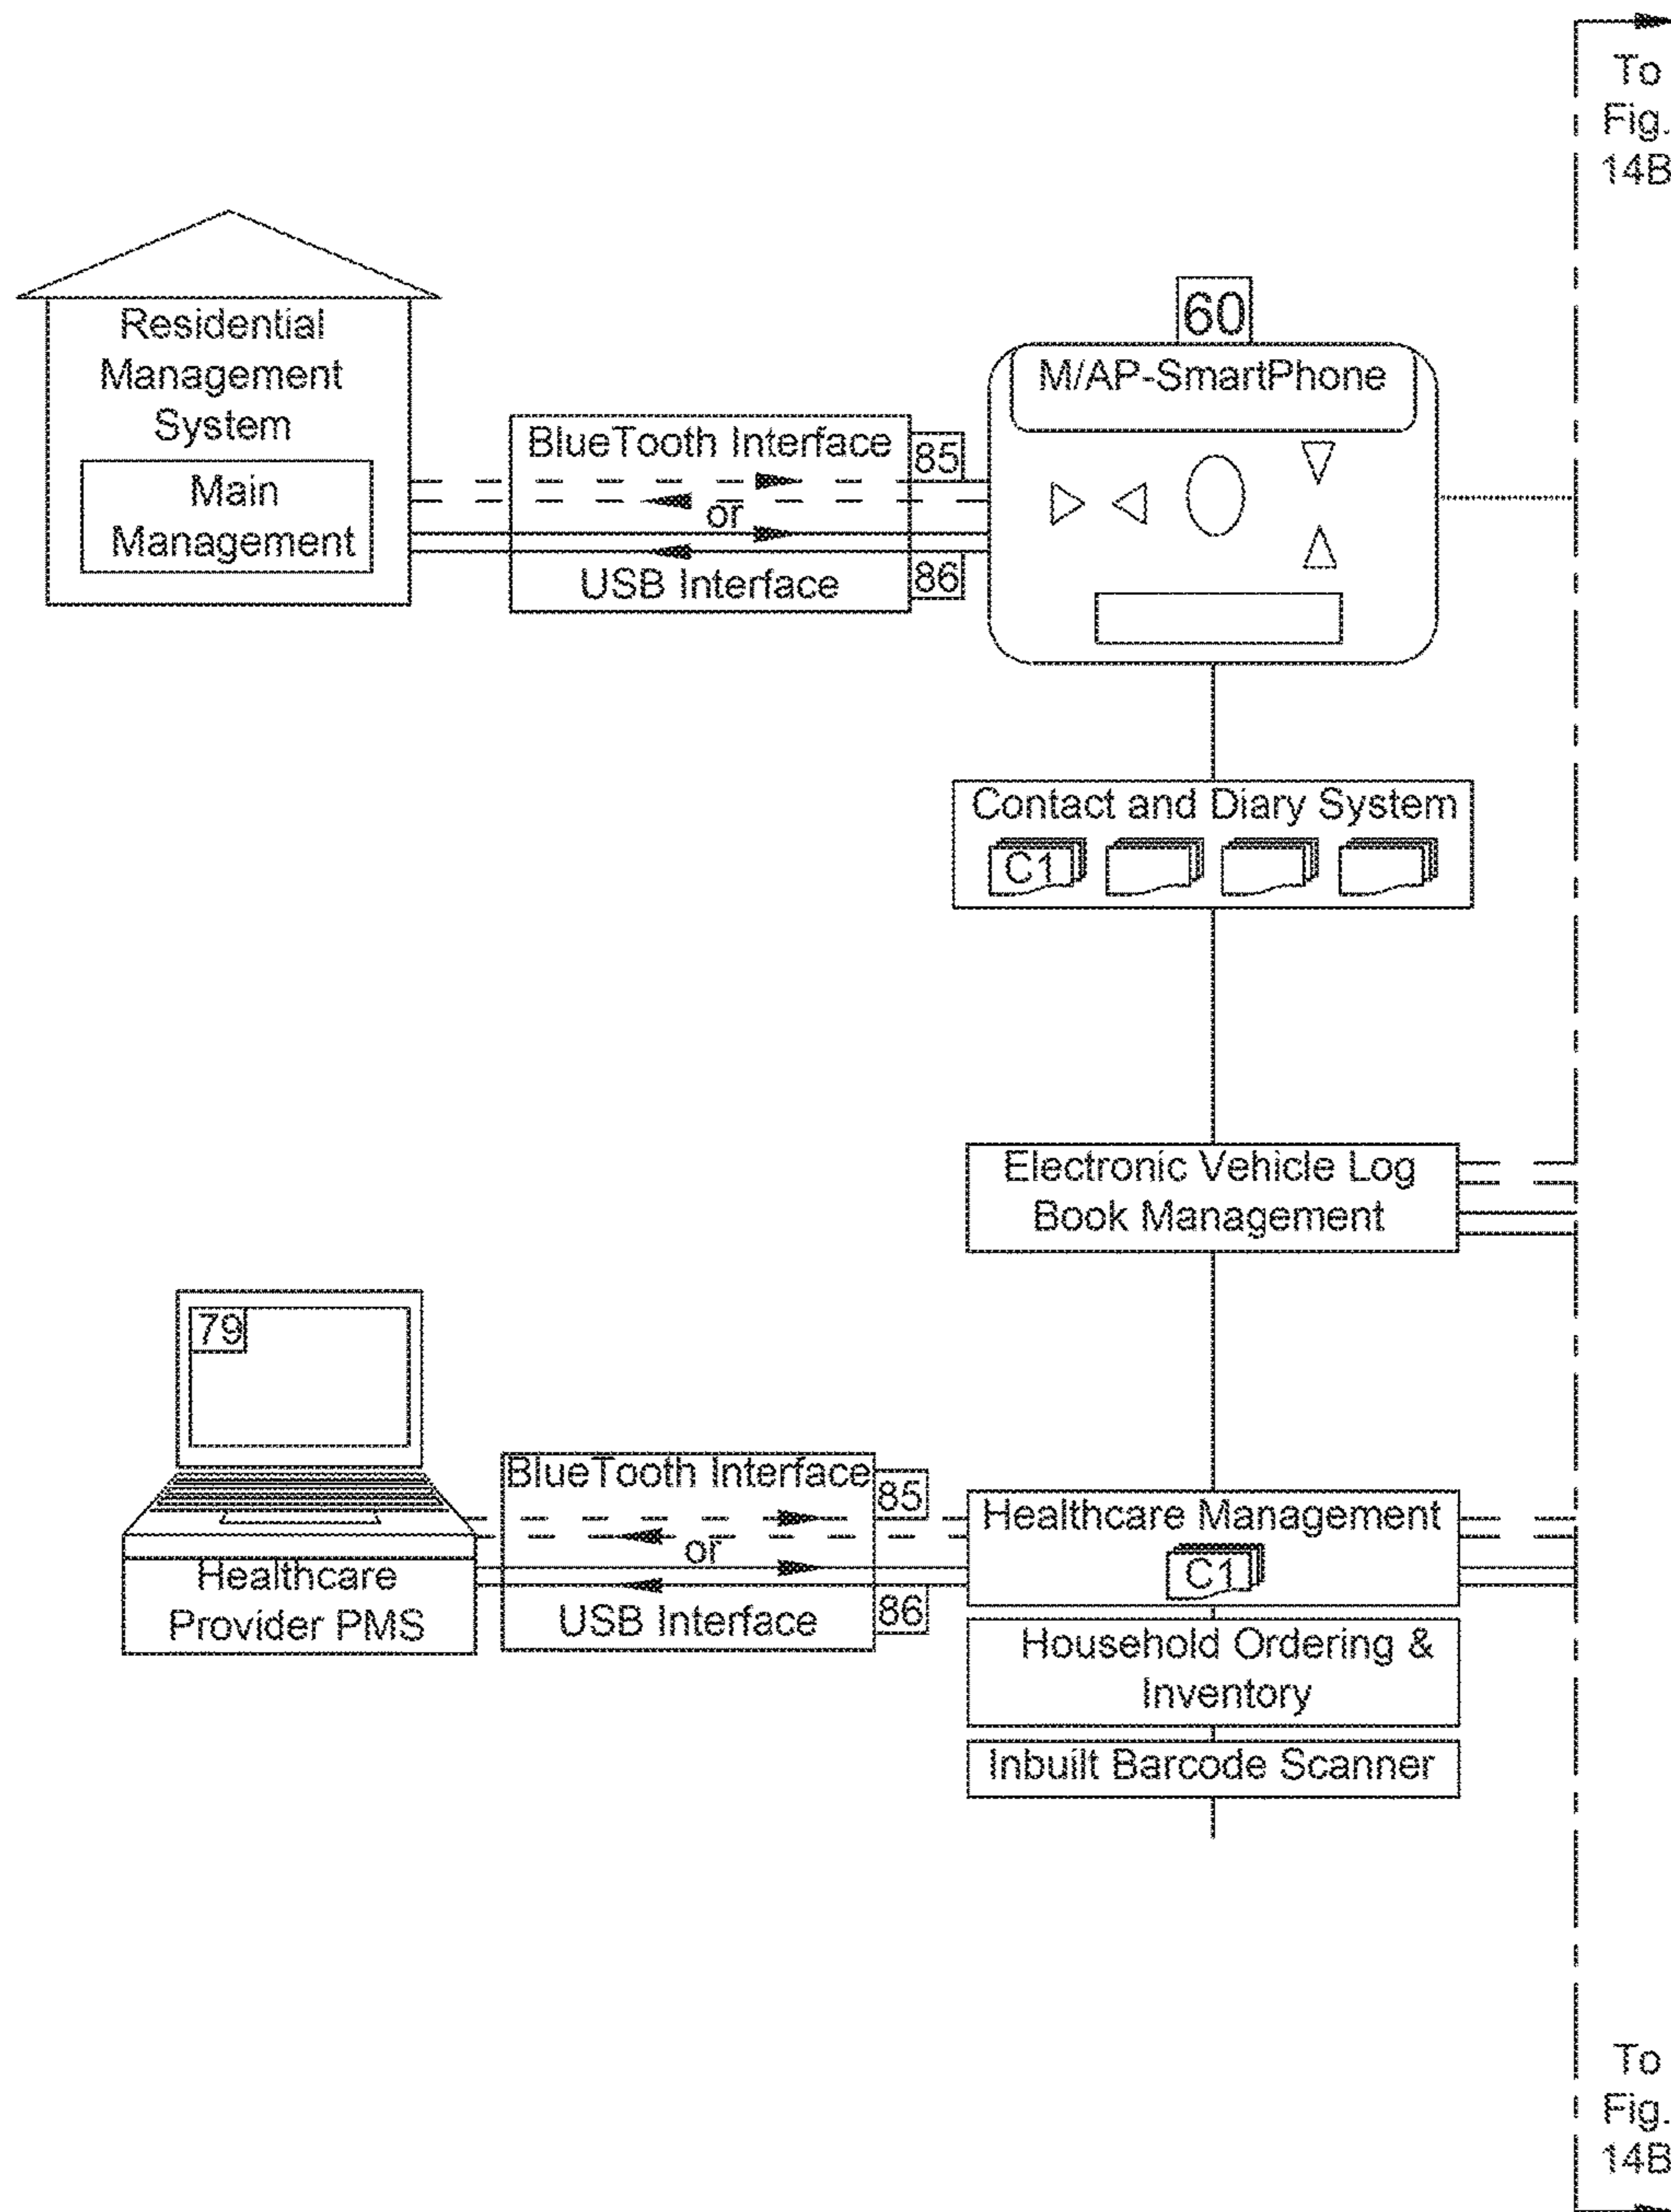 To
Fig.
14B
Residential
Management
System
Main
Management
BlueTooth Interface
85
or
USB Interface
86
60
M/AP-SmartPhone
Contact and Diary System
C1
Electronic Vehicle Log
Book Management
79
Healthcare
Provider PMS
BlueTooth Interface
85
or
USB Interface
86
Healthcare Management
C1
Household Ordering &
Inventory
Inbuilt Barcode Scanner
To
Fig.
14B